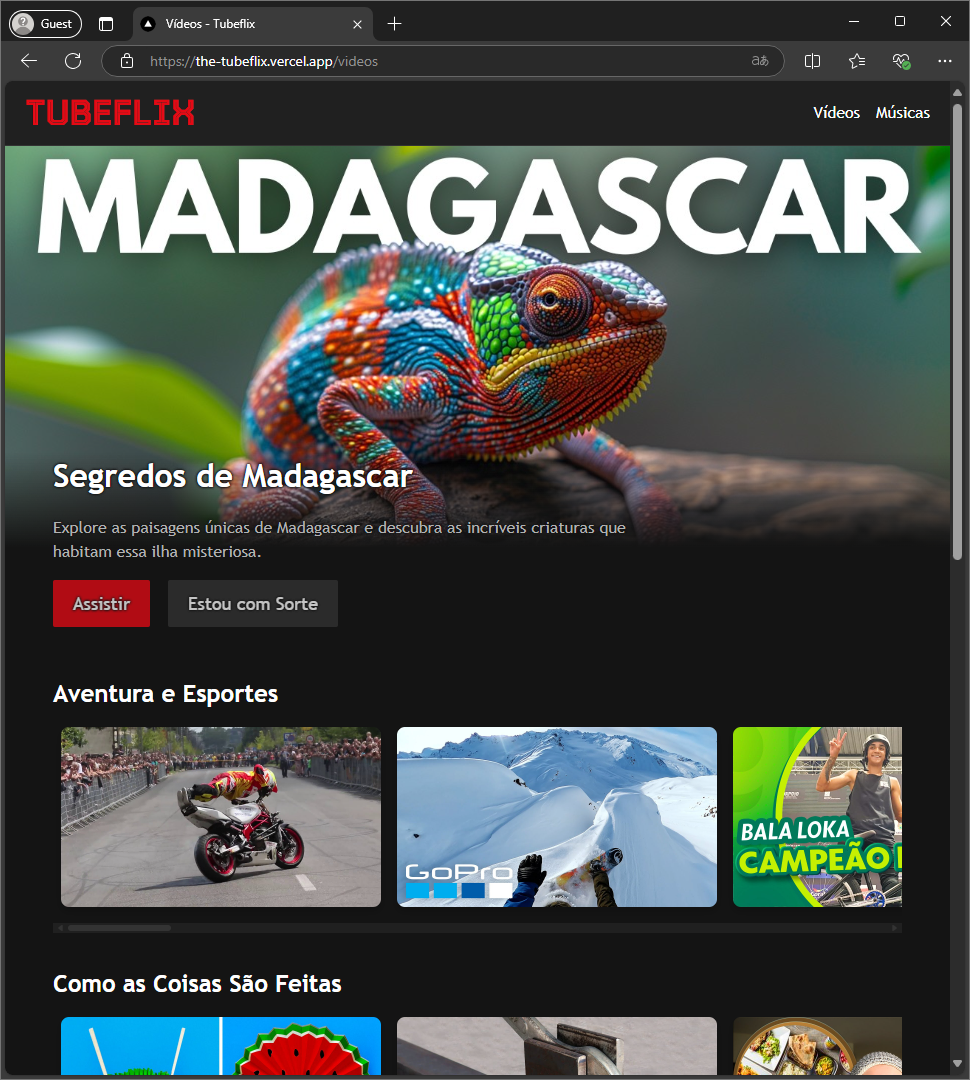 Guest
Vídeos - Tubeflix
https://the-tubeflix.vercel.app/videos
aあ
TUBEFLIX
Vídeos
Músicas
MADAGASCAR
Segredos de Madagascar
Explore as paisagens únicas de Madagascar e descubra as incríveis criaturas que
habitam essa ilha misteriosa.
Assistir
Estou com Sorte
Aventura e Esportes
GoPro
BALA LOKA
CAMPEÃO
Como as Coisas São Feitas